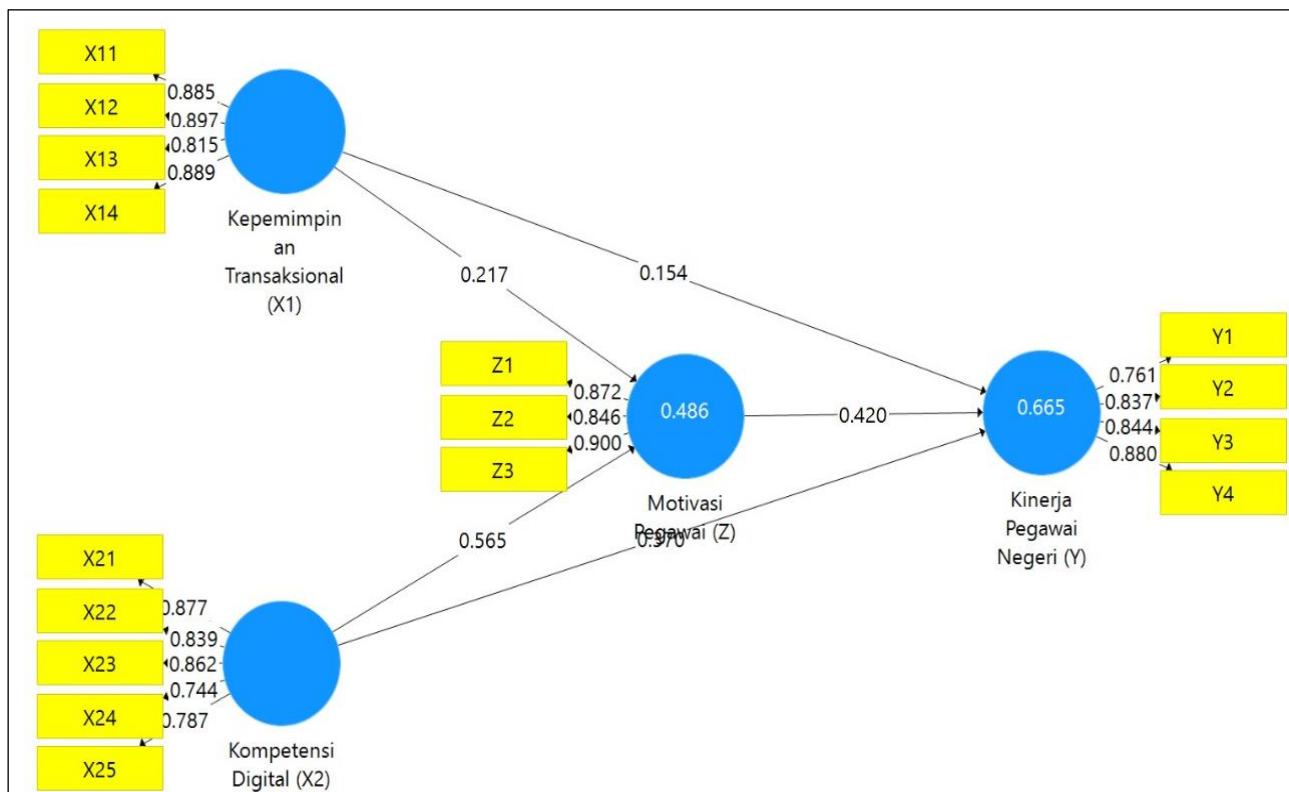 X11
X12
X13
X14
0.885
0.897
0.815
0.889
Kepemimpin
an
Transaksional
(X1)
0.217
0.154
Z1
Z2
Z3
0.872
0.846
0.900
0.486
Motivasi
Pegawai (Z)
0.420
0.665
Kinerja
Pegawai
Negeri (Y)
0.761
0.837
0.844
0.880
Y1
Y2
Y3
Y4
0.565
0.370
X21
X22
X23
X24
X25
0.877
0.839
0.862
0.744
0.787
Kompetensi
Digital (X2)